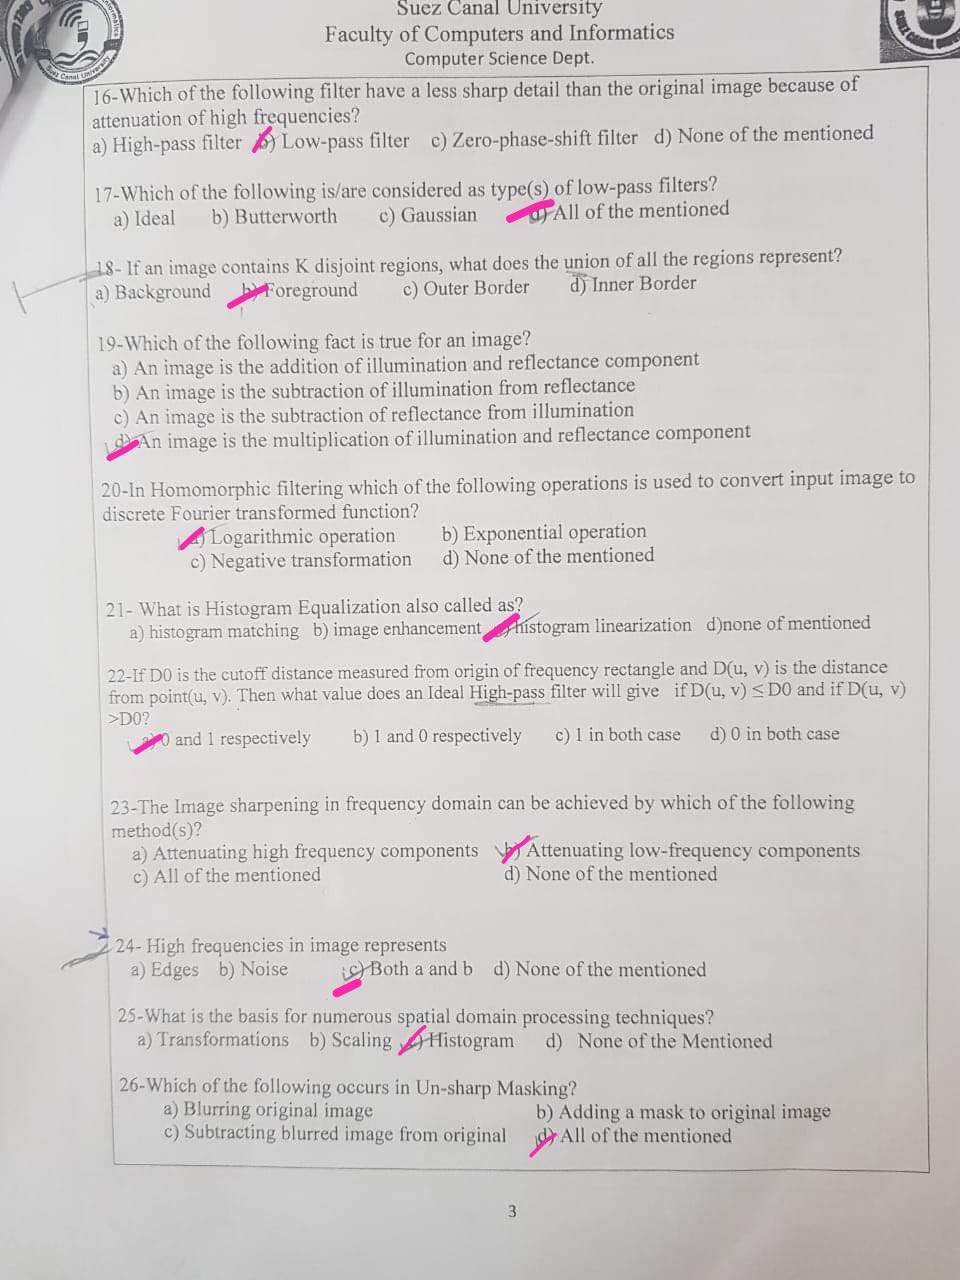 Suez Canal University
Faculty of Computers and Informatics
Computer Science Dept.
Suez Canal University
16-Which of the following filter have a less sharp detail than the original image because of
attenuation of high frequencies?
a) High-pass filter b) Low-pass filter c) Zero-phase-shift filter d) None of the mentioned
17-Which of the following is/are considered as type(s) of low-pass filters?
a) Ideal b) Butterworth c) Gaussian d) All of the mentioned
18- If an image contains K disjoint regions, what does the union of all the regions represent?
a) Background b) Foreground c) Outer Border d) Inner Border
19-Which of the following fact is true for an image?
a) An image is the addition of illumination and reflectance component
b) An image is the subtraction of illumination from reflectance
c) An image is the subtraction of reflectance from illumination
d) An image is the multiplication of illumination and reflectance component
20-In Homomorphic filtering which of the following operations is used to convert input image to
discrete Fourier transformed function?
a) Logarithmic operation b) Exponential operation
c) Negative transformation d) None of the mentioned
21- What is Histogram Equalization also called as?
a) histogram matching b) image enhancement c) histogram linearization d)none of mentioned
22-If D0 is the cutoff distance measured from origin of frequency rectangle and D(u, v) is the distance
from point(u, v). Then what value does an Ideal High-pass filter will give if D(u, v) ≤ D0 and if D(u, v)
>D0?
a) 0 and 1 respectively b) 1 and 0 respectively c) 1 in both case d) 0 in both case
23-The Image sharpening in frequency domain can be achieved by which of the following
method(s)?
a) Attenuating high frequency components b) Attenuating low-frequency components
c) All of the mentioned d) None of the mentioned
24- High frequencies in image represents
a) Edges b) Noise c) Both a and b d) None of the mentioned
25-What is the basis for numerous spatial domain processing techniques?
a) Transformations b) Scaling c) Histogram d) None of the Mentioned
26-Which of the following occurs in Un-sharp Masking?
a) Blurring original image b) Adding a mask to original image
c) Subtracting blurred image from original d) All of the mentioned
3